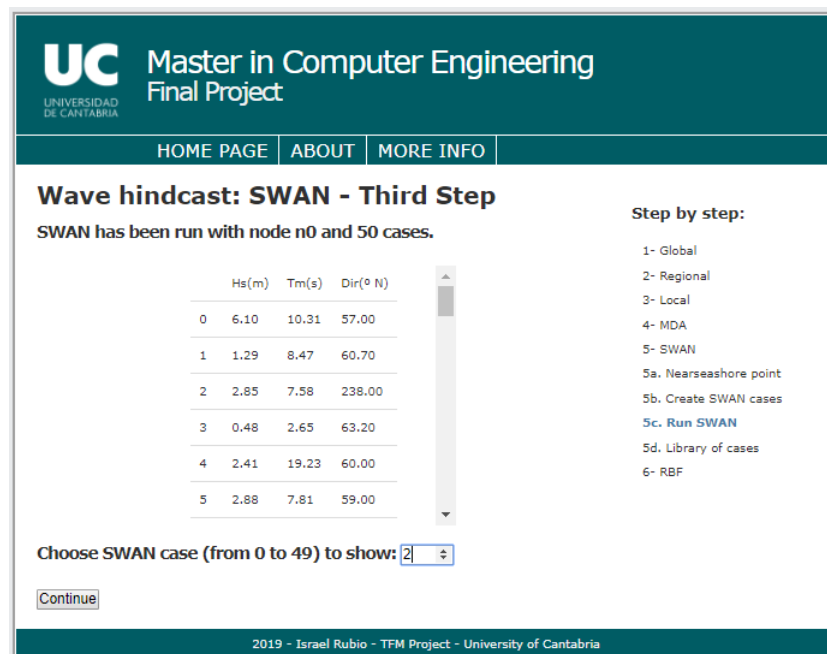 UC
UNIVERSIDAD
DE CANTABRIA
Master in Computer Engineering
Final Project
HOME PAGE ABOUT MORE INFO
Wave hindcast: SWAN - Third Step
SWAN has been run with node n0 and 50 cases.
Hs(m) Tm(s) Dir(º N)
0 6.10 10.31 57.00
1 1.29 8.47 60.70
2 2.85 7.58 238.00
3 0.48 2.65 63.20
4 2.41 19.23 60.00
5 2.88 7.81 59.00
Choose SWAN case (from 0 to 49) to show: 2
Continue
Step by step:
1- Global
2- Regional
3- Local
4- MDA
5- SWAN
5a. Nearseashore point
5b. Create SWAN cases
5c. Run SWAN
5d. Library of cases
6- RBF
2019 - Israel Rubio - TFM Project - University of Cantabria